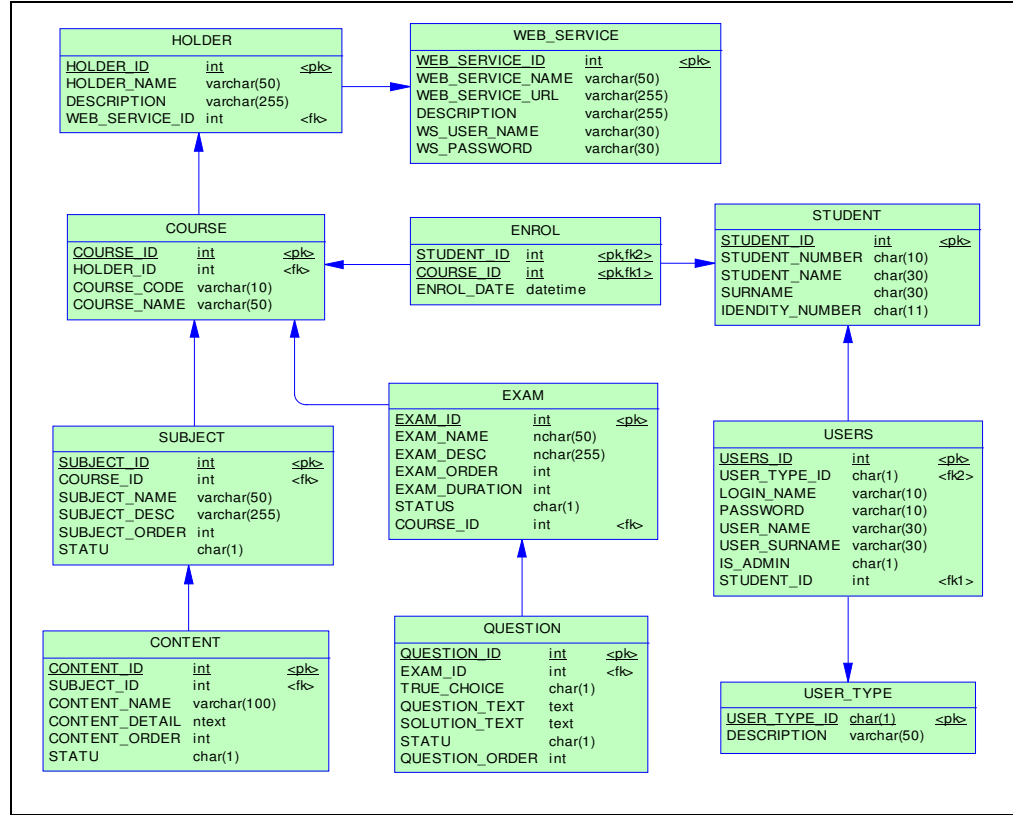 HOLDER
HOLDER_ID int <pk>
HOLDER_NAME varchar(50)
DESCRIPTION varchar(255)
WEB_SERVICE_ID int <fk>
WEB_SERVICE
WEB_SERVICE_ID int <pk>
WEB_SERVICE_NAME varchar(50)
WEB_SERVICE_URL varchar(255)
DESCRIPTION varchar(255)
WS_USER_NAME varchar(30)
WS_PASSWORD varchar(30)
COURSE
COURSE_ID int <pk>
HOLDER_ID int <fk>
COURSE_CODE varchar(10)
COURSE_NAME varchar(50)
ENROL
STUDENT_ID int <pk,fk2>
COURSE_ID int <pk,fk1>
ENROL_DATE datetime
STUDENT
STUDENT_ID int <pk>
STUDENT_NUMBER char(10)
STUDENT_NAME char(30)
SURNAME char(30)
IDENDITY_NUMBER char(11)
EXAM
EXAM_ID int <pk>
EXAM_NAME nchar(50)
EXAM_DESC nchar(255)
EXAM_ORDER int
EXAM_DURATION int
STATUS char(1)
COURSE_ID int <fk>
SUBJECT
SUBJECT_ID int <pk>
COURSE_ID int <fk>
SUBJECT_NAME varchar(50)
SUBJECT_DESC varchar(255)
SUBJECT_ORDER int
STATU char(1)
USERS
USERS_ID int <pk>
USER_TYPE_ID char(1) <fk2>
LOGIN_NAME varchar(10)
PASSWORD varchar(10)
USER_NAME varchar(30)
USER_SURNAME varchar(30)
IS_ADMIN char(1)
STUDENT_ID int <fk1>
CONTENT
CONTENT_ID int <pk>
SUBJECT_ID int <fk>
CONTENT_NAME varchar(100)
CONTENT_DETAIL ntext
CONTENT_ORDER int
STATU char(1)
QUESTION
QUESTION_ID int <pk>
EXAM_ID int <fk>
TRUE_CHOICE char(1)
QUESTION_TEXT text
SOLUTION_TEXT text
STATU char(1)
QUESTION_ORDER int
USER_TYPE
USER_TYPE_ID char(1) <pk>
DESCRIPTION varchar(50)